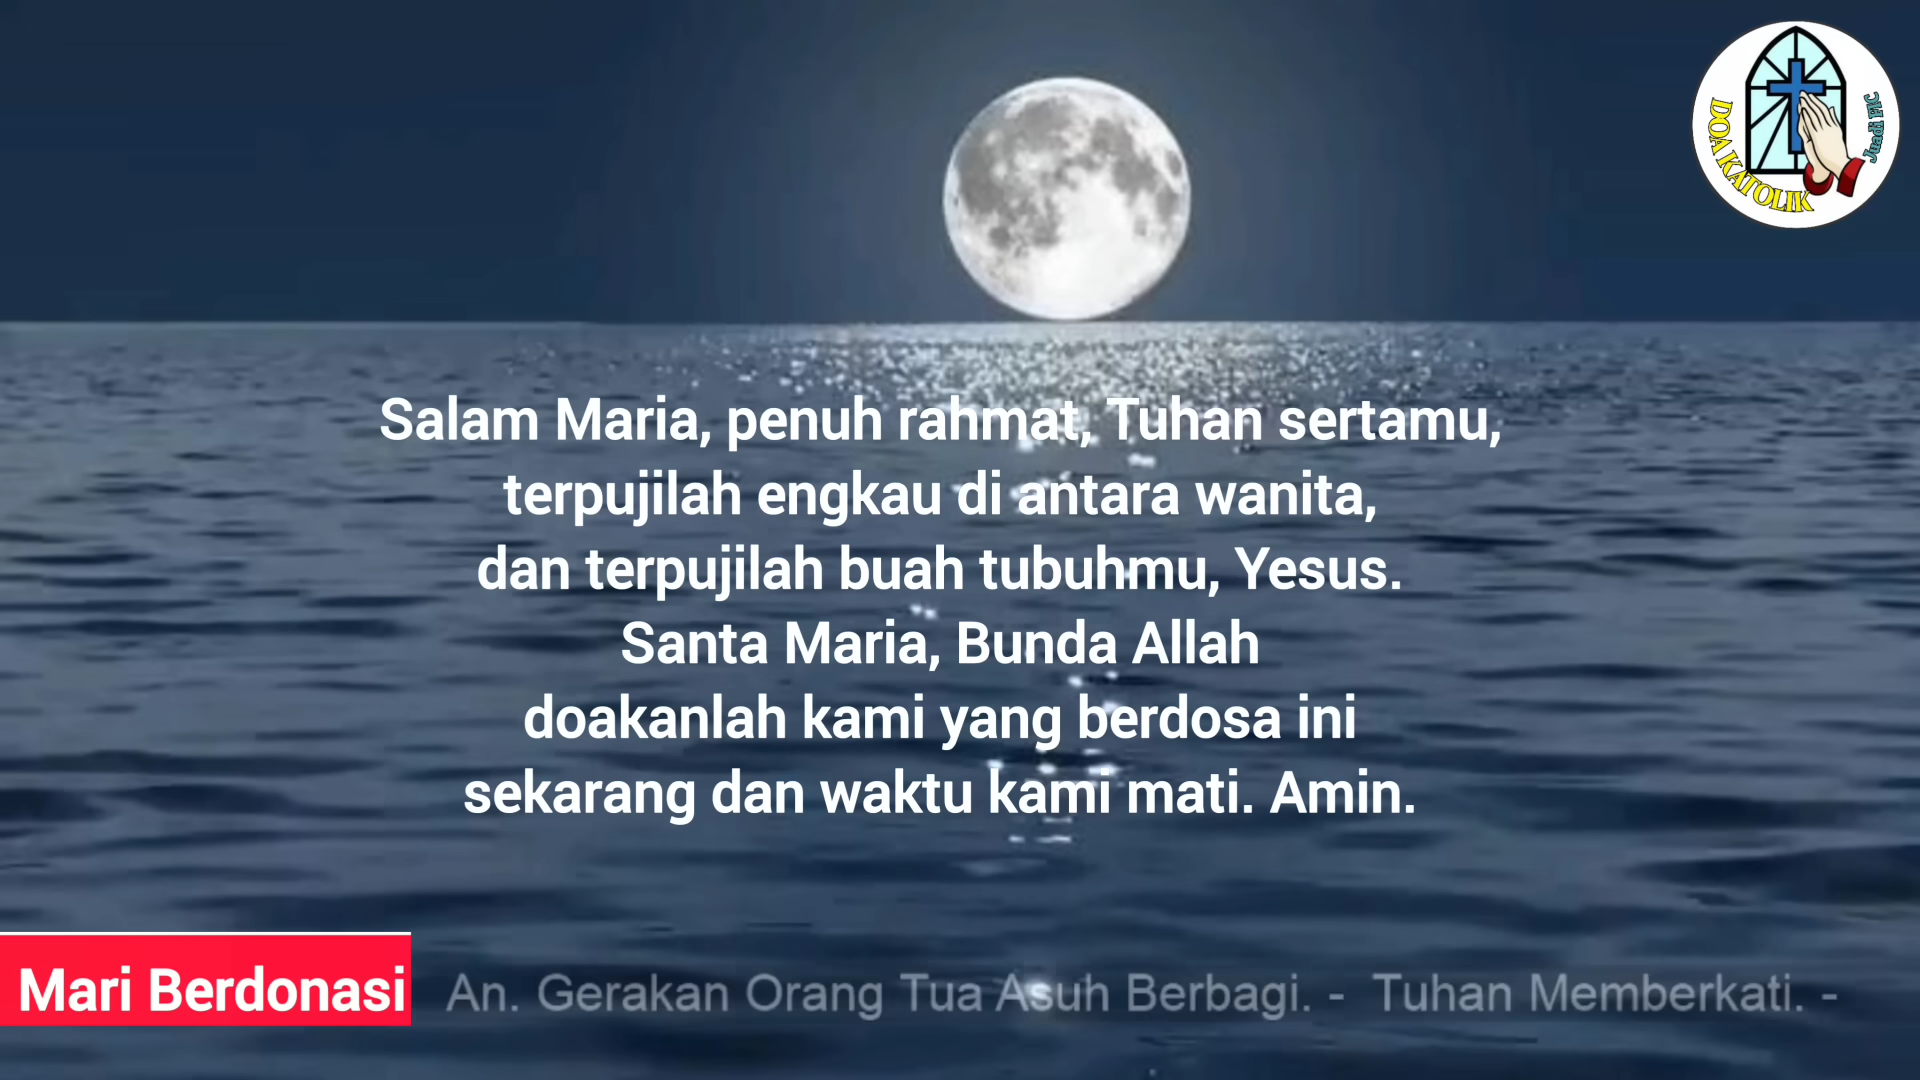 DOA KATOLIK
Juadi FIC
Salam Maria, penuh rahmat, Tuhan sertamu,
terpujilah engkau di antara wanita,
dan terpujilah buah tubuhmu, Yesus.
Santa Maria, Bunda Allah
doakanlah kami yang berdosa ini
sekarang dan waktu kami mati. Amin.
Mari Berdonasi An. Gerakan Orang Tua Asuh Berbagi. - Tuhan Memberkati. -